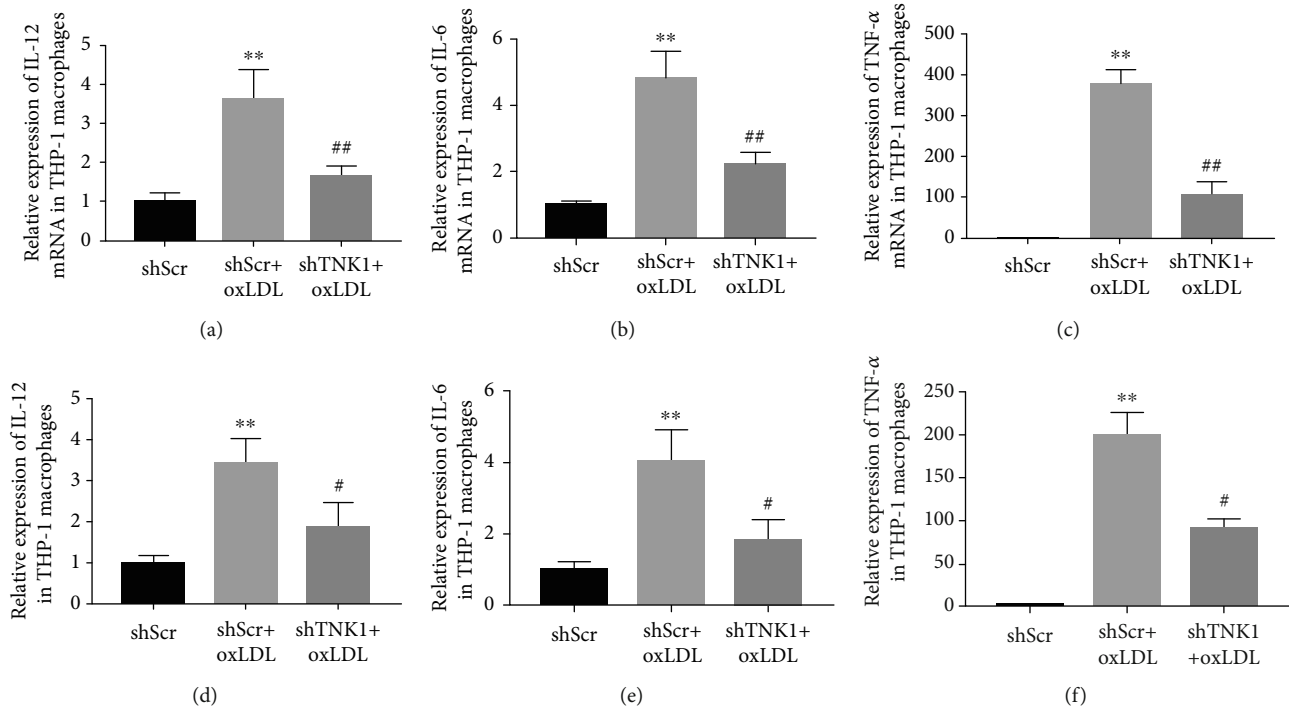 Relative expression of IL-12
mRNA in THP-1 macrophages
5
4
3
2
1
0
**
##
shScr
shScr+
oxLDL
shTNK1+
oxLDL
(a)
Relative expression of IL-6
mRNA in THP-1 macrophages
6
4
2
0
**
##
shScr
shScr+
oxLDL
shTNK1+
oxLDL
(b)
Relative expression of TNF-α
mRNA in THP-1 macrophages
500
400
300
200
100
0
**
##
shScr
shScr+
oxLDL
shTNK1+
oxLDL
(c)
Relative expression of IL-12
in THP-1 macrophages
5
4
3
2
1
0
**
#
shScr
shScr+
oxLDL
shTNK1+
oxLDL
(d)
Relative expression of IL-6
in THP-1 macrophages
6
4
2
0
**
#
shScr
shScr+
oxLDL
shTNK1+
oxLDL
(e)
Relative expression of TNF-α
in THP-1 macrophages
250
200
150
100
50
0
**
#
shScr
shScr+
oxLDL
shTNK1
+oxLDL
(f)